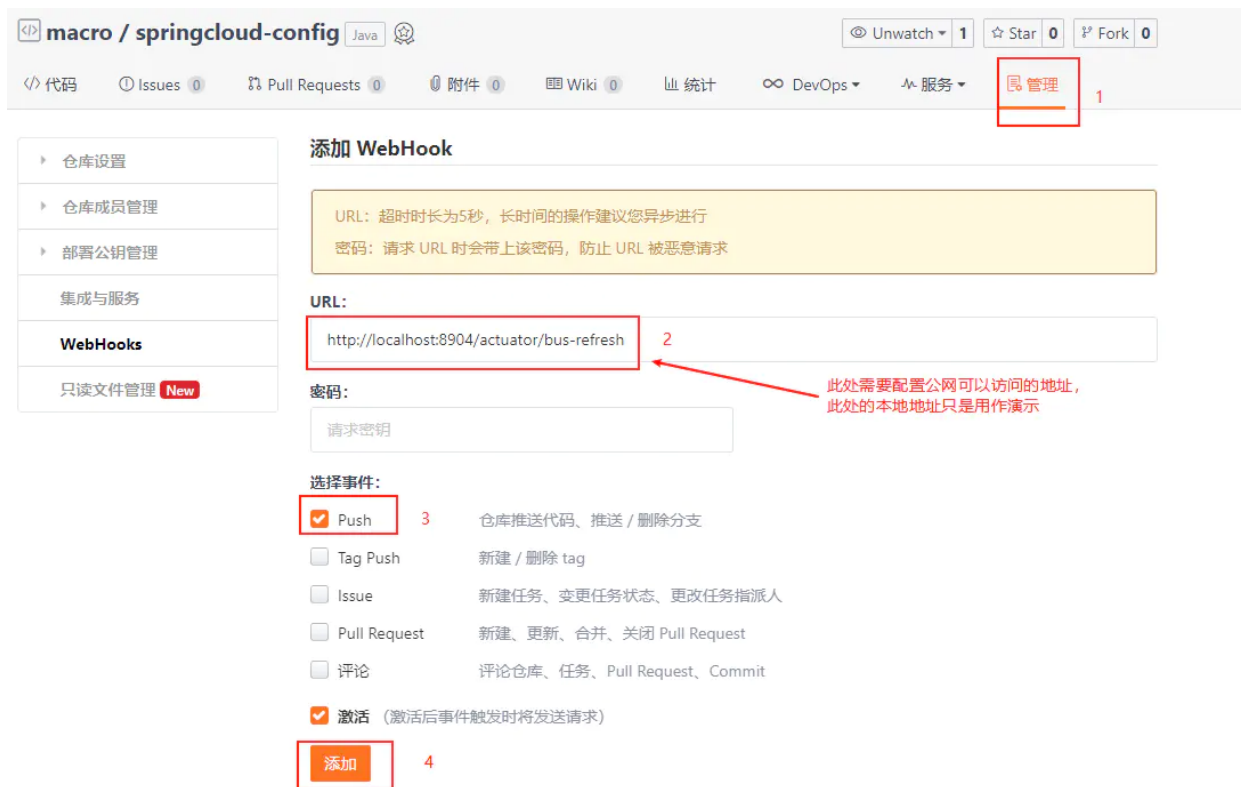 macro / springcloud-config Java Unwatch 1 Star 0 Fork 0
代码 Issues 0 Pull Requests 0 附件 0 Wiki 0 统计 DevOps 服务 管理 1
仓库设置
仓库成员管理
部署公钥管理
集成与服务
WebHooks
只读文件管理 New
添加 WebHook
URL：超时时长为5秒，长时间的操作建议您异步进行
密码：请求 URL 时会带上该密码，防止 URL 被恶意请求
URL：
http://localhost:8904/actuator/bus-refresh 2
此处需要配置公网可以访问的地址，
此处的本地地址只是用作演示
密码：
请求密钥
选择事件：
Push 3 仓库推送代码、推送 / 删除分支
Tag Push 新建 / 删除 tag
Issue 新建任务、变更任务状态、更改任务指派人
Pull Request 新建、更新、合并、关闭 Pull Request
评论 评论仓库、任务、Pull Request、Commit
激活 （激活后事件触发时将发送请求）
添加 4